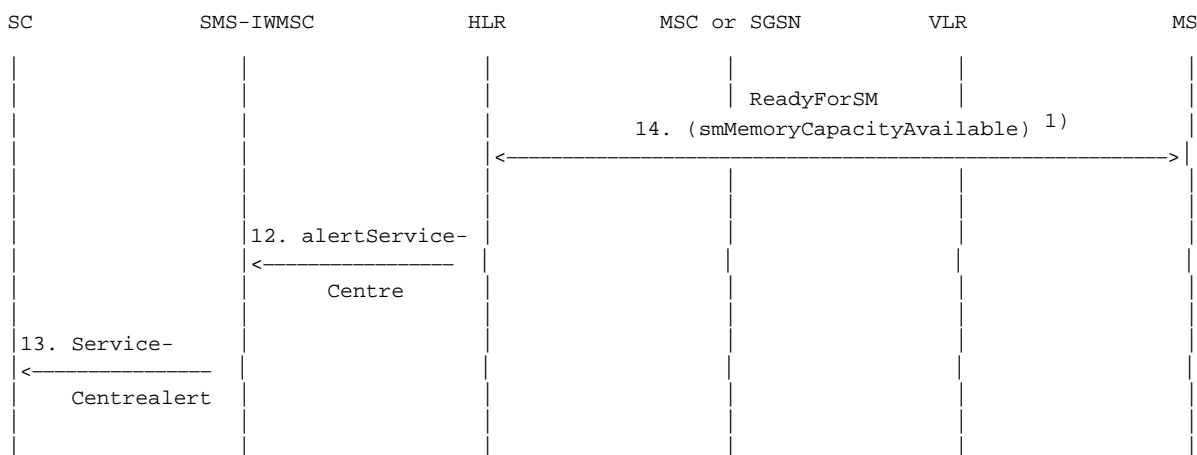 SC SMS-IWMSC HLR MSC or SGSN VLR MS
ReadyForSM
14. (smMemoryCapacityAvailable) 1)
12. alertService-
Centre
13. Service-
Centrealert